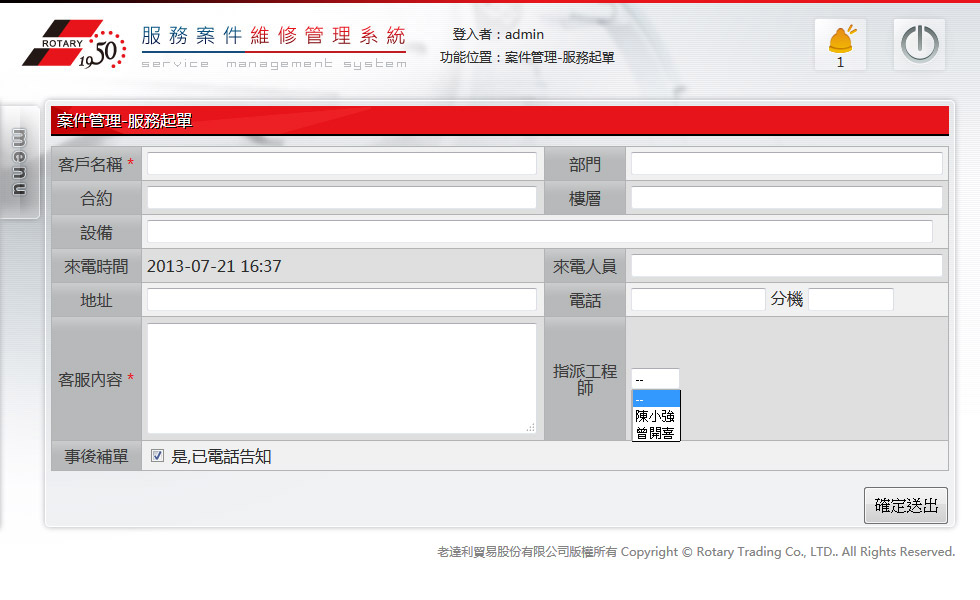 ROTARY
1950
服務案件維修管理系統
service management system
登入者：admin
功能位置：案件管理-服務起單
1
menu
案件管理-服務起單
客戶名稱 *
部門
合約
樓層
設備
來電時間 2013-07-21 16:37
來電人員
地址
電話
分機
客服內容 *
指派工程
師
--
--
陳小強
曾開喜
事後補單
是,已電話告知
確定送出
老達利貿易股份有限公司版權所有 Copyright © Rotary Trading Co., LTD.. All Rights Reserved.